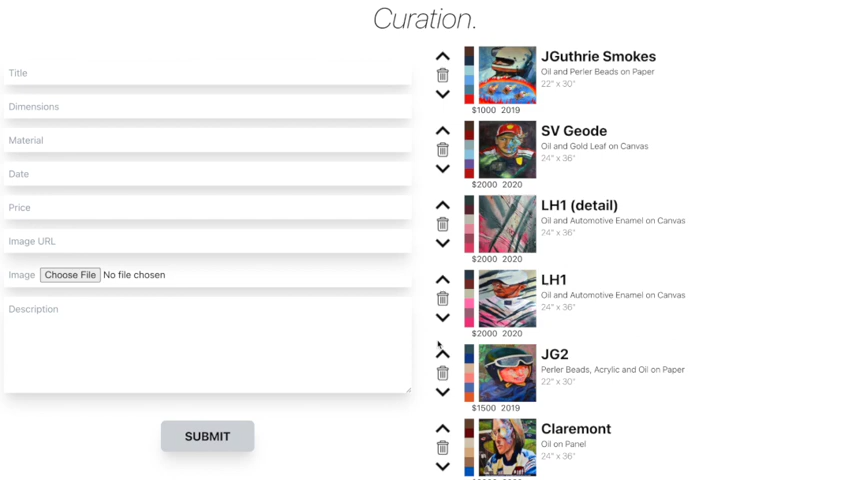 Curation.
Title
Dimensions
Material
Date
Price
Image URL
Image Choose File No file chosen
Description
SUBMIT
JGuthrie Smokes
Oil and Perler Beads on Paper
22" x 30"
$1000 2019
SV Geode
Oil and Gold Leaf on Canvas
24" x 36"
$2000 2020
LH1 (detail)
Oil and Automotive Enamel on Canvas
24" x 36"
$2000 2020
LH1
Oil and Automotive Enamel on Canvas
24" x 36"
$2000 2020
JG2
Perler Beads, Acrylic and Oil on Paper
22" x 30"
$1500 2019
Claremont
Oil on Panel
24" x 36"